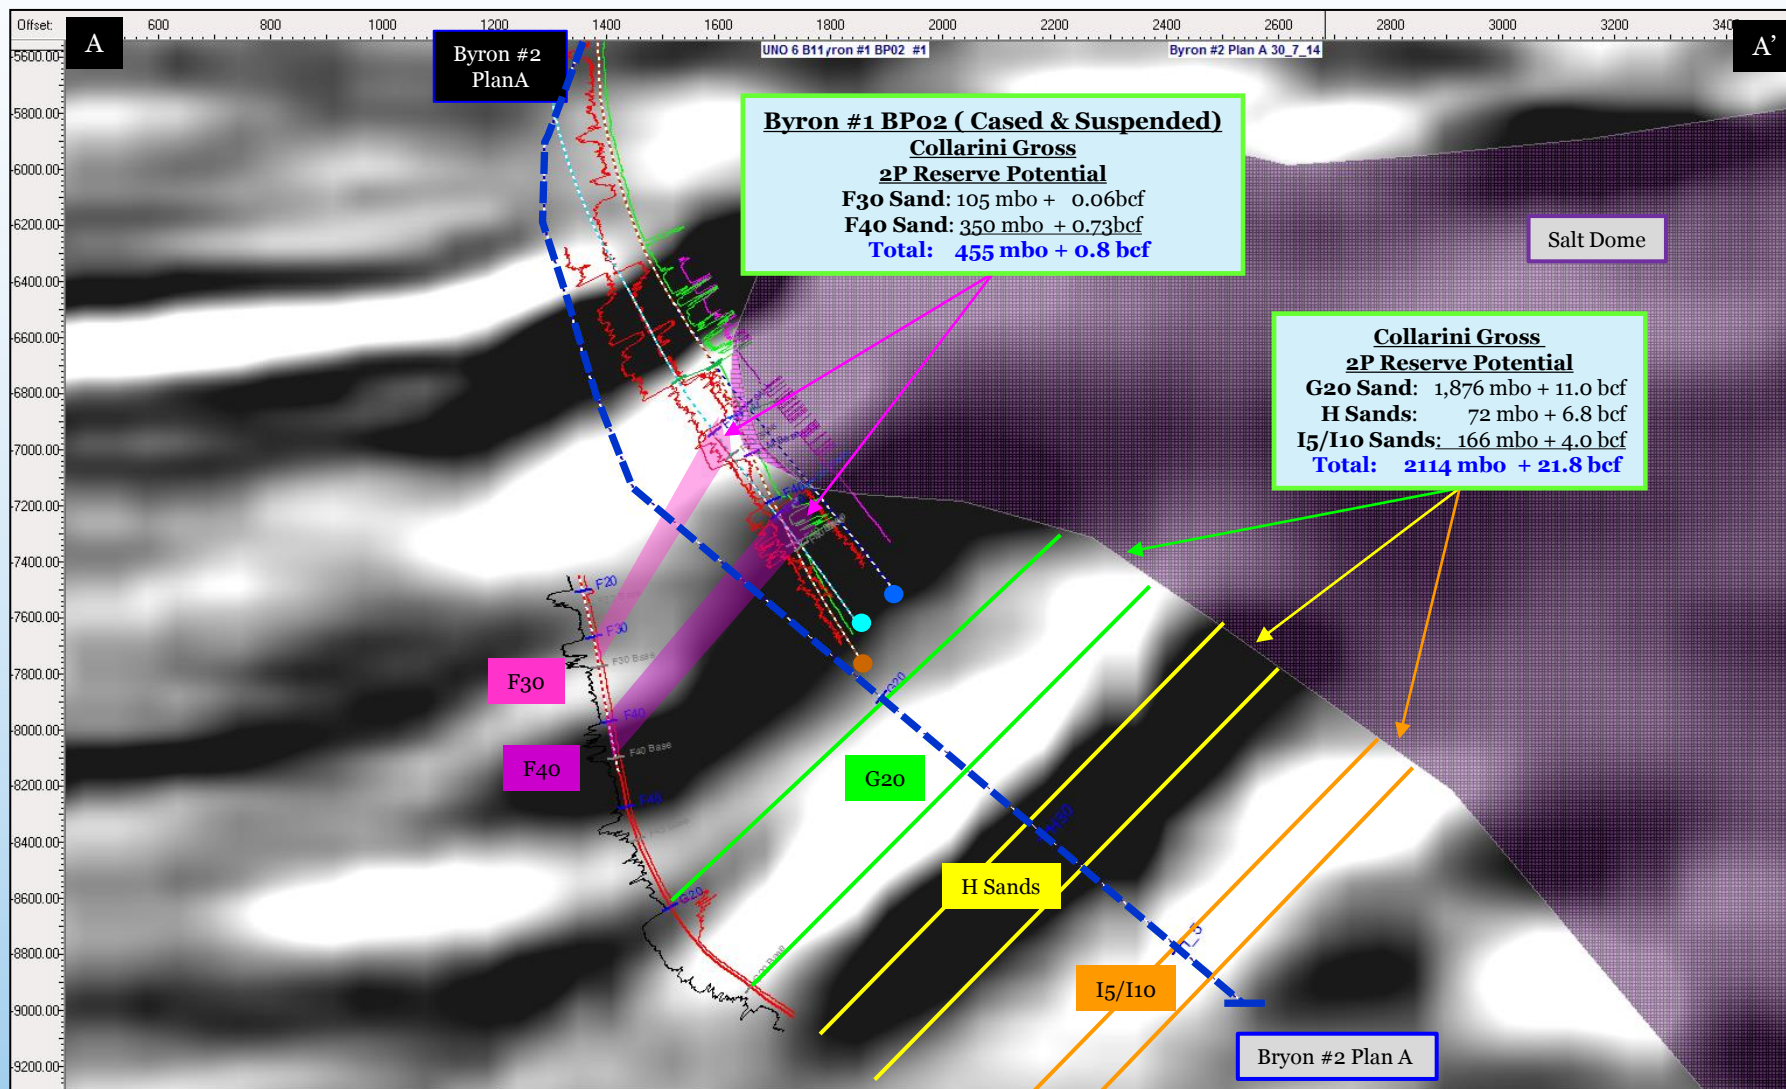 Offset:
600
800
1000
1200
1400
1600
1800
2000
2200
2400
2600
2800
3000
3200
3400
A
A'
Byron #2
PlanA
Byron #2 Plan A 30_7_14
Byron #1 BP02 ( Cased & Suspended)
Collarini Gross
2P Reserve Potential
F30 Sand: 105 mbo + 0.06bcf
F40 Sand: 350 mbo + 0.73bcf
Total: 455 mbo + 0.8 bcf
Salt Dome
Collarini Gross
2P Reserve Potential
G20 Sand: 1,876 mbo + 11.0 bcf
H Sands: 72 mbo + 6.8 bcf
I5/I10 Sands: 166 mbo + 4.0 bcf
Total: 2114 mbo + 21.8 bcf
-5600.00
-5800.00
-6000.00
-6200.00
-6400.00
-6600.00
-6800.00
-7000.00
-7200.00
-7400.00
-7600.00
-7800.00
-8000.00
-8200.00
-8400.00
-8600.00
-8800.00
-9000.00
-9200.00
F20
F30
F30 Base
F30
F40
F40 Base
F40
F45
G20
G20
G20
H Sands
I5/I10
Bryon #2 Plan A